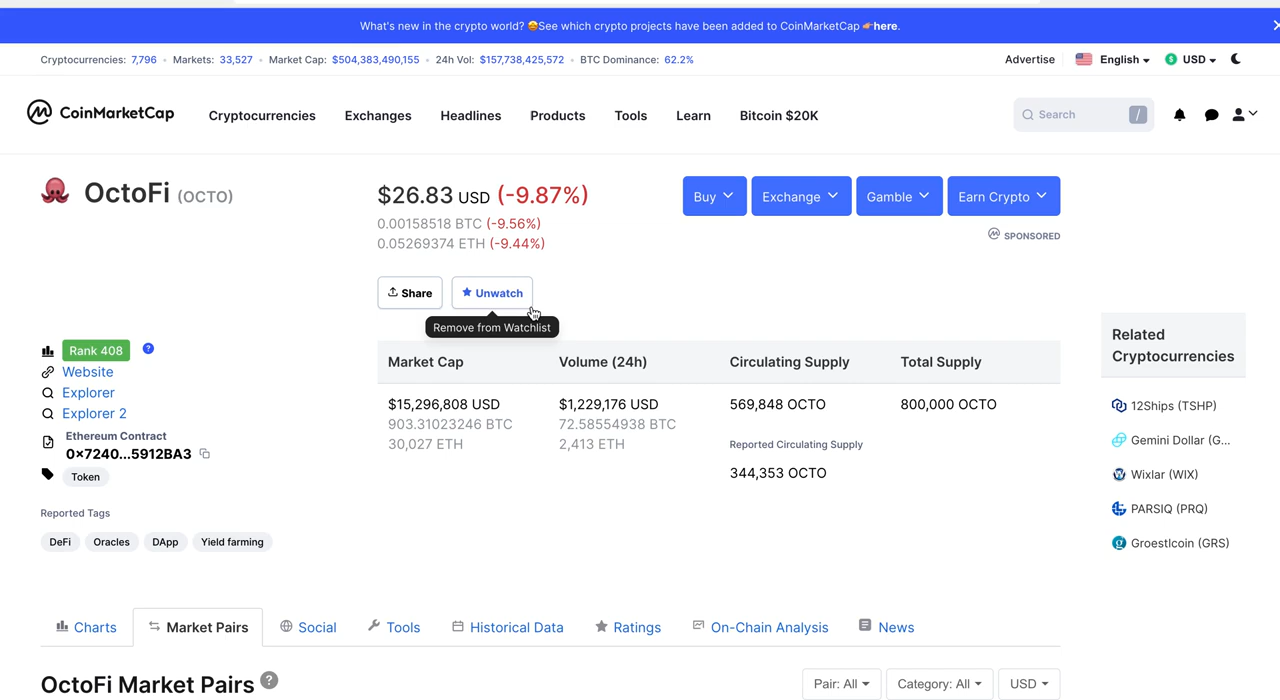 What's new in the crypto world? 🤩See which crypto projects have been added to CoinMarketCap 👉here.
Cryptocurrencies: 7,796 • Markets: 33,527 • Market Cap: $504,383,490,155 • 24h Vol: $157,738,425,572 • BTC Dominance: 62.2%
Advertise English USD
CoinMarketCap Cryptocurrencies Exchanges Headlines Products Tools Learn Bitcoin $20K Search /
OctoFi (OCTO)
$26.83 USD (-9.87%)
0.00158518 BTC (-9.56%)
0.05269374 ETH (-9.44%)
Buy Exchange Gamble Earn Crypto
SPONSORED
Share Unwatch
Remove from Watchlist
Rank 408 ?
Website
Explorer
Explorer 2
Ethereum Contract
0x7240...5912BA3
Token
Reported Tags
DeFi Oracles DApp Yield farming
Market Cap Volume (24h) Circulating Supply Total Supply
$15,296,808 USD $1,229,176 USD 569,848 OCTO 800,000 OCTO
903.31023246 BTC 72.58554938 BTC
30,027 ETH 2,413 ETH
Reported Circulating Supply
344,353 OCTO
Related
Cryptocurrencies
12Ships (TSHP)
Gemini Dollar (G...
Wixlar (WIX)
PARSIQ (PRQ)
Groestlcoin (GRS)
Charts Market Pairs Social Tools Historical Data Ratings On-Chain Analysis News
OctoFi Market Pairs ?
Pair: All Category: All USD